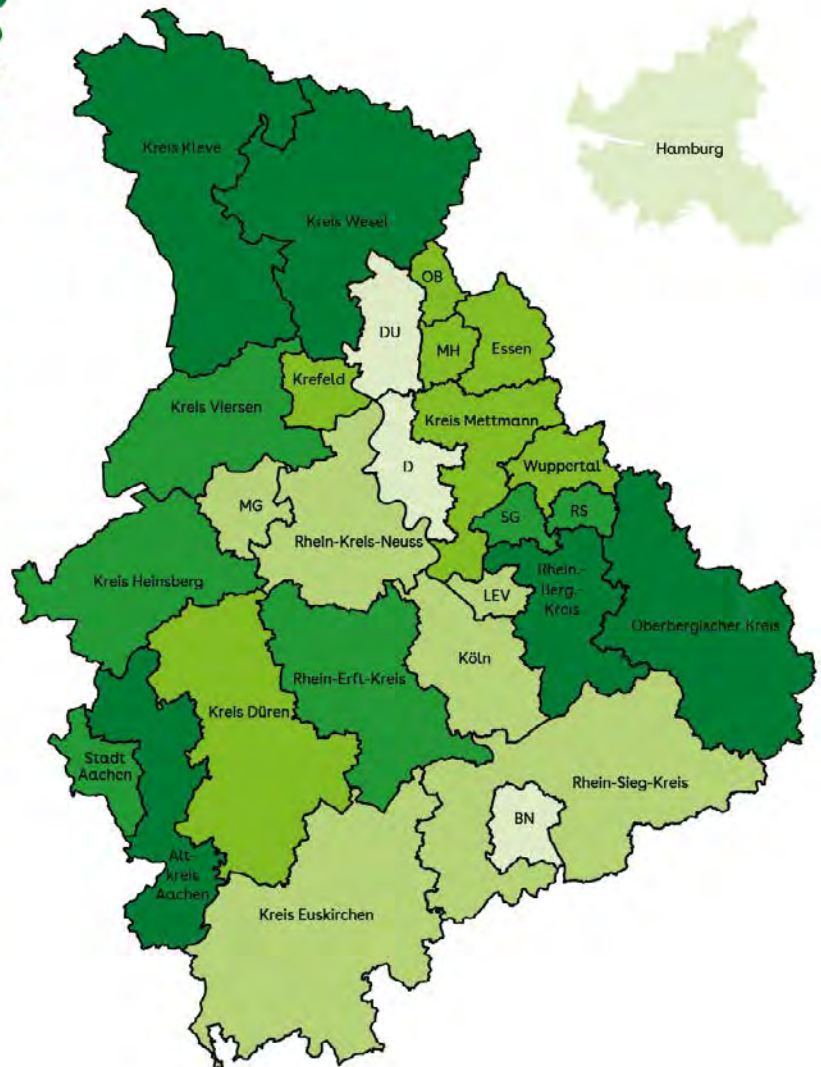 Kreis Kleve
Hamburg
Kreis Wesel
OB
DU
MH
Essen
Krefeld
Kreis Viersen
Kreis Mettmann
D
Wuppertal
MG
SG
RS
Rhein-Kreis-Neuss
Kreis Heinsberg
Rhein.-
Berg.-
Kreis
LEV
Oberbergischer Kreis
Köln
Rhein-Erft-Kreis
Kreis Düren
Stadt
Aachen
Rhein-Sieg-Kreis
BN
Alt-
kreis
Aachen
Kreis Euskirchen